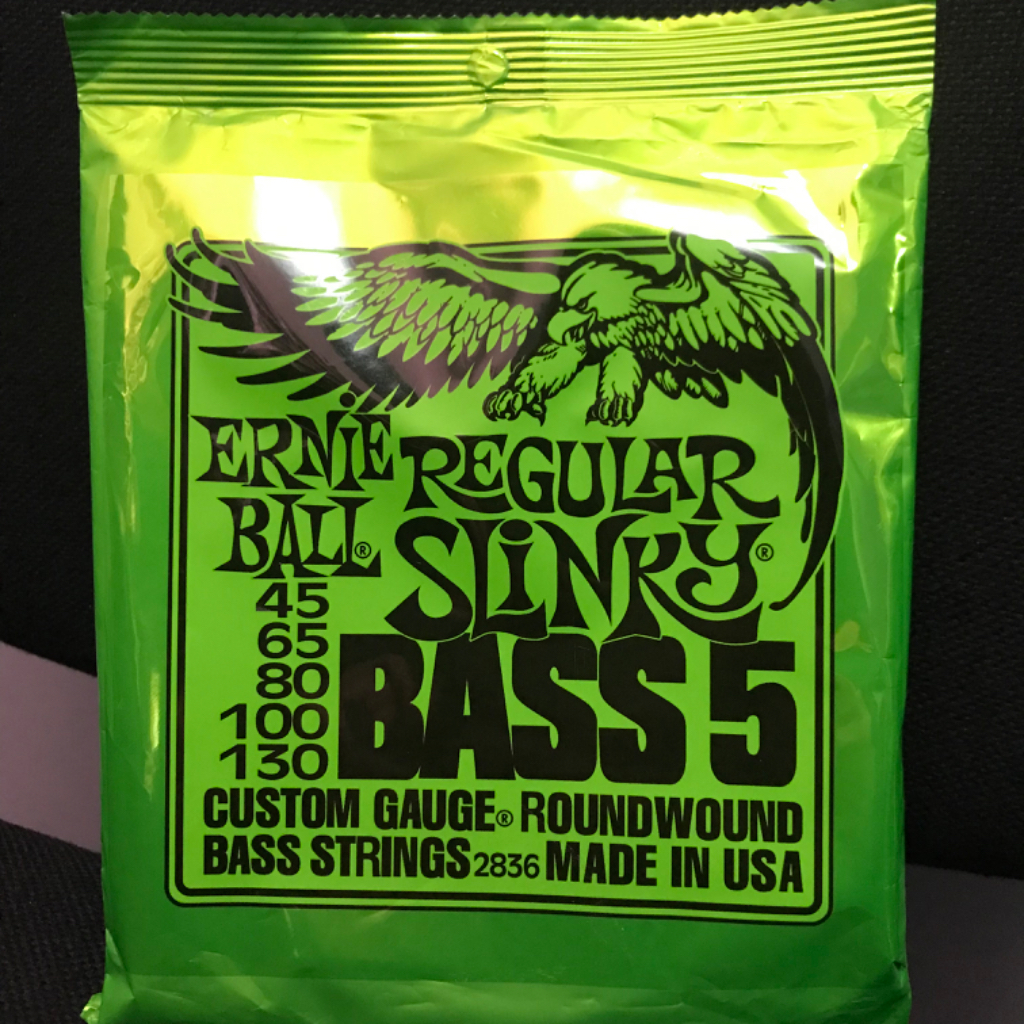 ERNIE
BALL®
REGULAR
SLINKY®
45
65
80
100
130
BASS 5
CUSTOM GAUGE® ROUNDWOUND
BASS STRINGS 2836 MADE IN USA